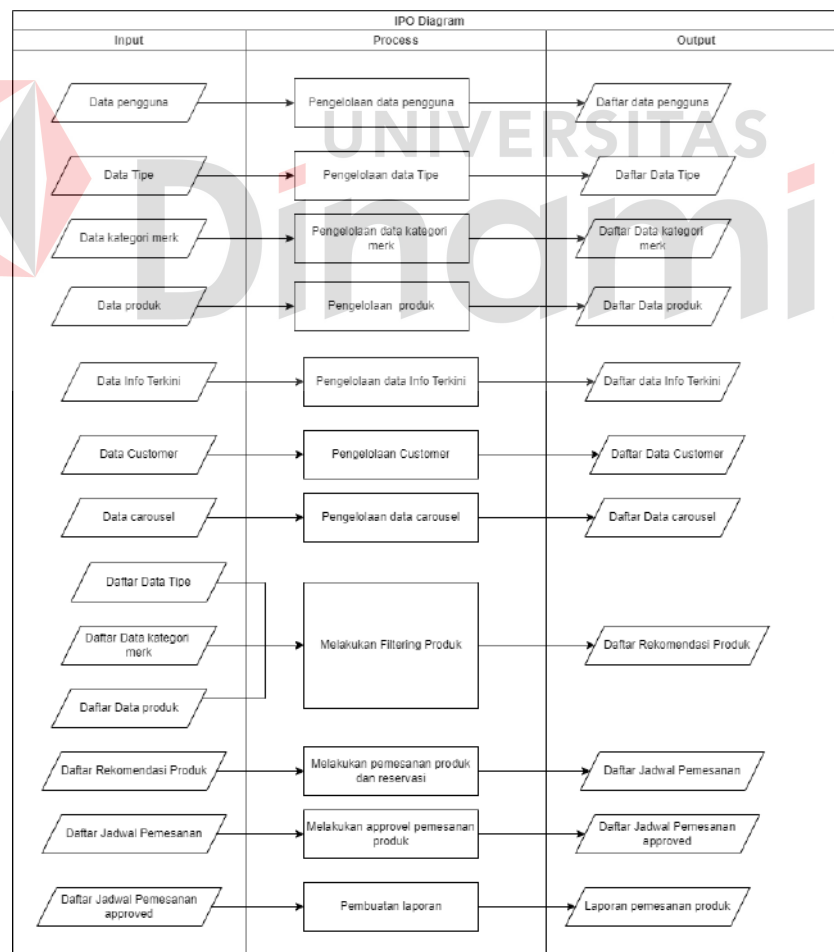 IPO Diagram
Input
Process
Output
Data pengguna
Pengelolaan data pengguna
Daftar data pengguna
UNIVERSITAS
Dinami
Data Tipe
Pengelolaan data Tipe
Daftar Data Tipe
Data kategori merk
Pengelolaan data kategori
merk
Daftar Data kategori
merk
Data produk
Pengelolaan produk
Daftar Data produk
Data Info Terkini
Pengelolaan data Info Terkini
Daftar data Info Terkini
Data Customer
Pengelolaan Customer
Daftar Data Customer
Data carousel
Pengelolaan data carousel
Daftar Data carousel
Daftar Data Tipe
Daftar Data kategori
merk
Daftar Data produk
Melakukan Filtering Produk
Daftar Rekomendasi Produk
Daftar Rekomendasi Produk
Melakukan pemesanan produk
dan reservasi
Daftar Jadwal Pemesanan
Daftar Jadwal Pemesanan
Melakukan approvel pemesanan
produk
Daftar Jadwal Pemesanan
approved
Daftar Jadwal Pemesanan
approved
Pembuatan laporan
Laporan pemesanan produk